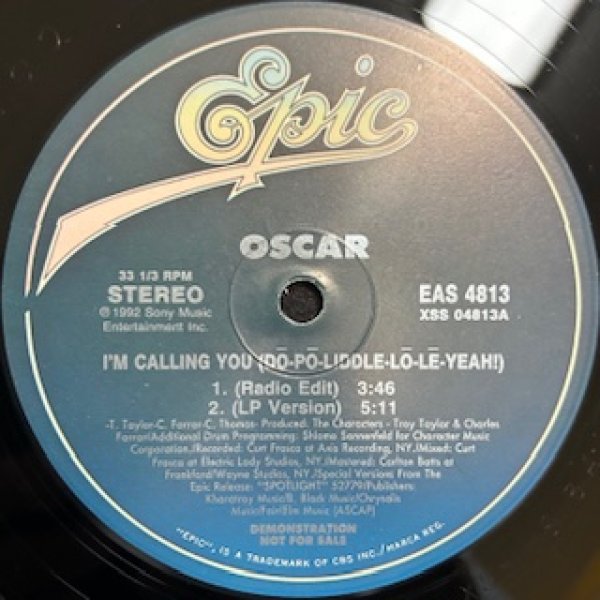 Epic
OSCAR
33 1/3 RPM
STEREO
℗ 1992 Sony Music
Entertainment Inc.
EAS 4813
XSS 04813A
I'M CALLING YOU (DŌ-PŌ-LIDDLE-LŌ-LĒ-YEAH!)
1. (Radio Edit) 3:46
2. (LP Version) 5:11
-T. Taylor-C. Farrar-C. Thomas- Produced: The Characters - Troy Taylor & Charles
Farrar/Additional Drum Programming: Shlomo Sonnenfeld for Character Music
Corporation./Recorded: Curt Frasca at Axis Recording, NY./Mixed: Curt
Frasca at Electric Lady Studios, NY./Mastered: Carlton Batts at
Frankford/Wayne Studios, NY./Special Versions From The
Epic Release: "SPOTLIGHT" 52779/Publishers:
Kharatroy Music/B. Black Music/Chrysalis
Music/Fair/Elm Music (ASCAP)
DEMONSTRATION
NOT FOR SALE
"EPIC", IS A TRADEMARK OF CBS INC./MARCA REG.